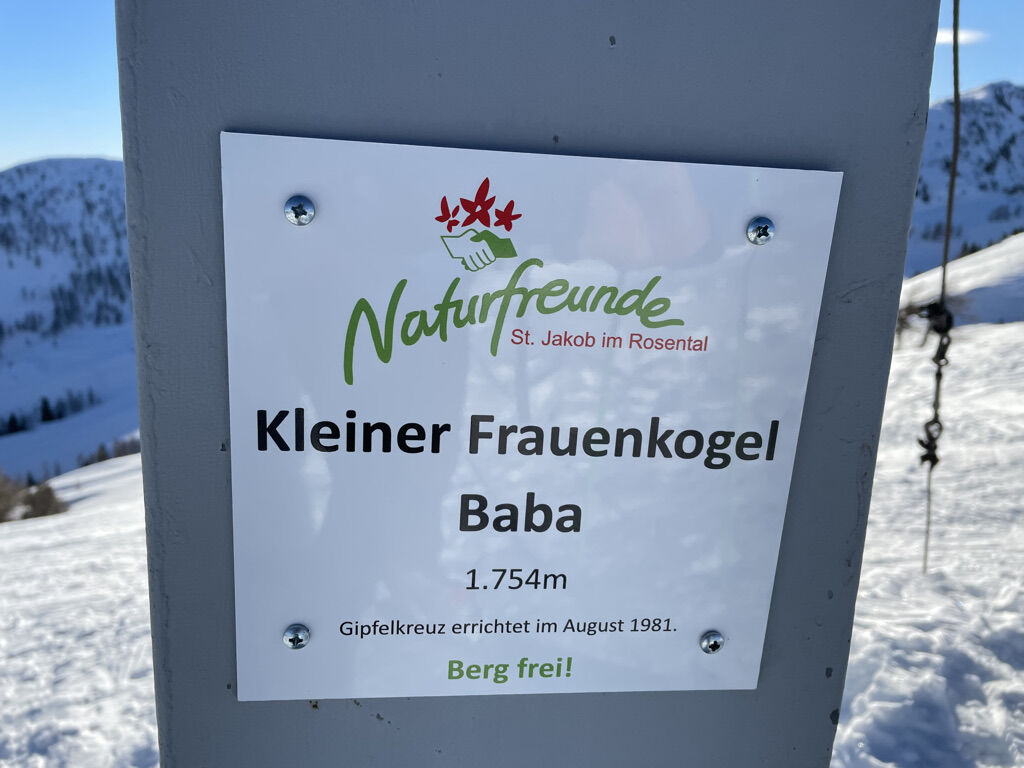 Naturfreunde
St. Jakob im Rosental
Kleiner Frauenkogel
Baba
1.754m
Gipfelkreuz errichtet im August 1981.
Berg frei!